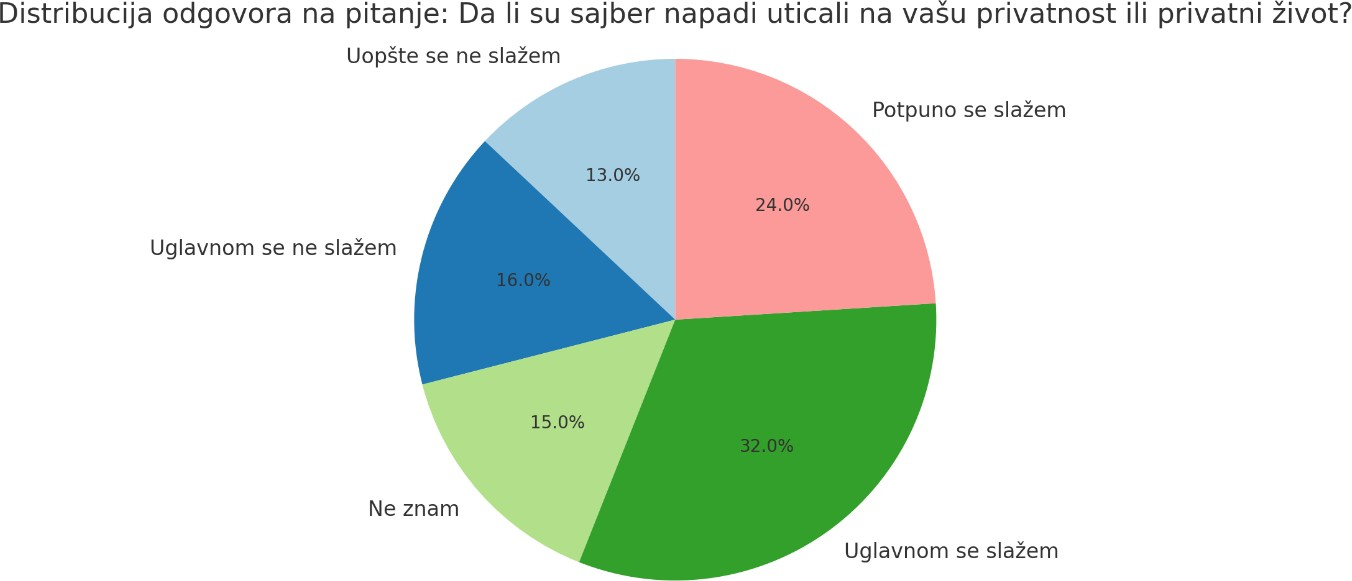 Distribucija odgovora na pitanje: Da li su sajber napadi uticali na vašu privatnost ili privatni život?
Uopšte se ne slažem
13.0%
Potpuno se slažem
24.0%
Uglavnom se ne slažem
16.0%
Ne znam
15.0%
Uglavnom se slažem
32.0%